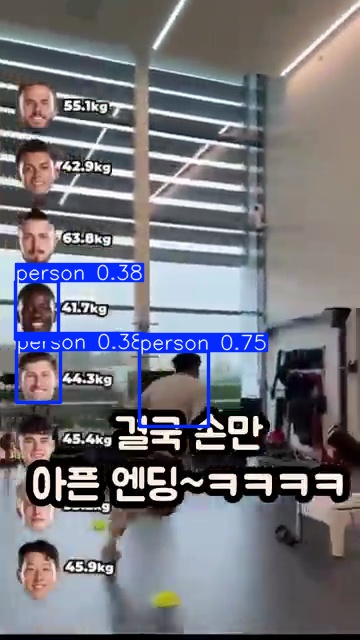 55.1kg
42.9kg
63.8kg
person 0.38
41.7kg
person 0.38
person 0.75
44.3kg
45.4kg
결국 손만
아픈 엔딩~ㅋㅋㅋㅋ
45.9kg